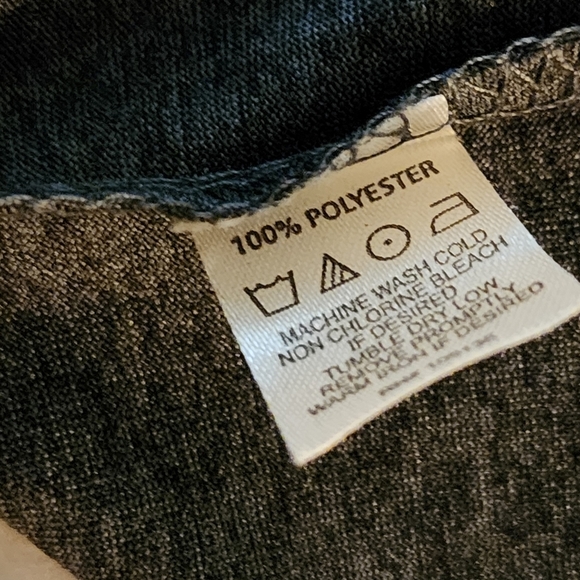 100% POLYESTER
MACHINE WASH COLD
NON CHLORINE BLEACH
IF DESIRED
TUMBLE DRY LOW
REMOVE PROMPTLY
WARM IRON IF DESIRED